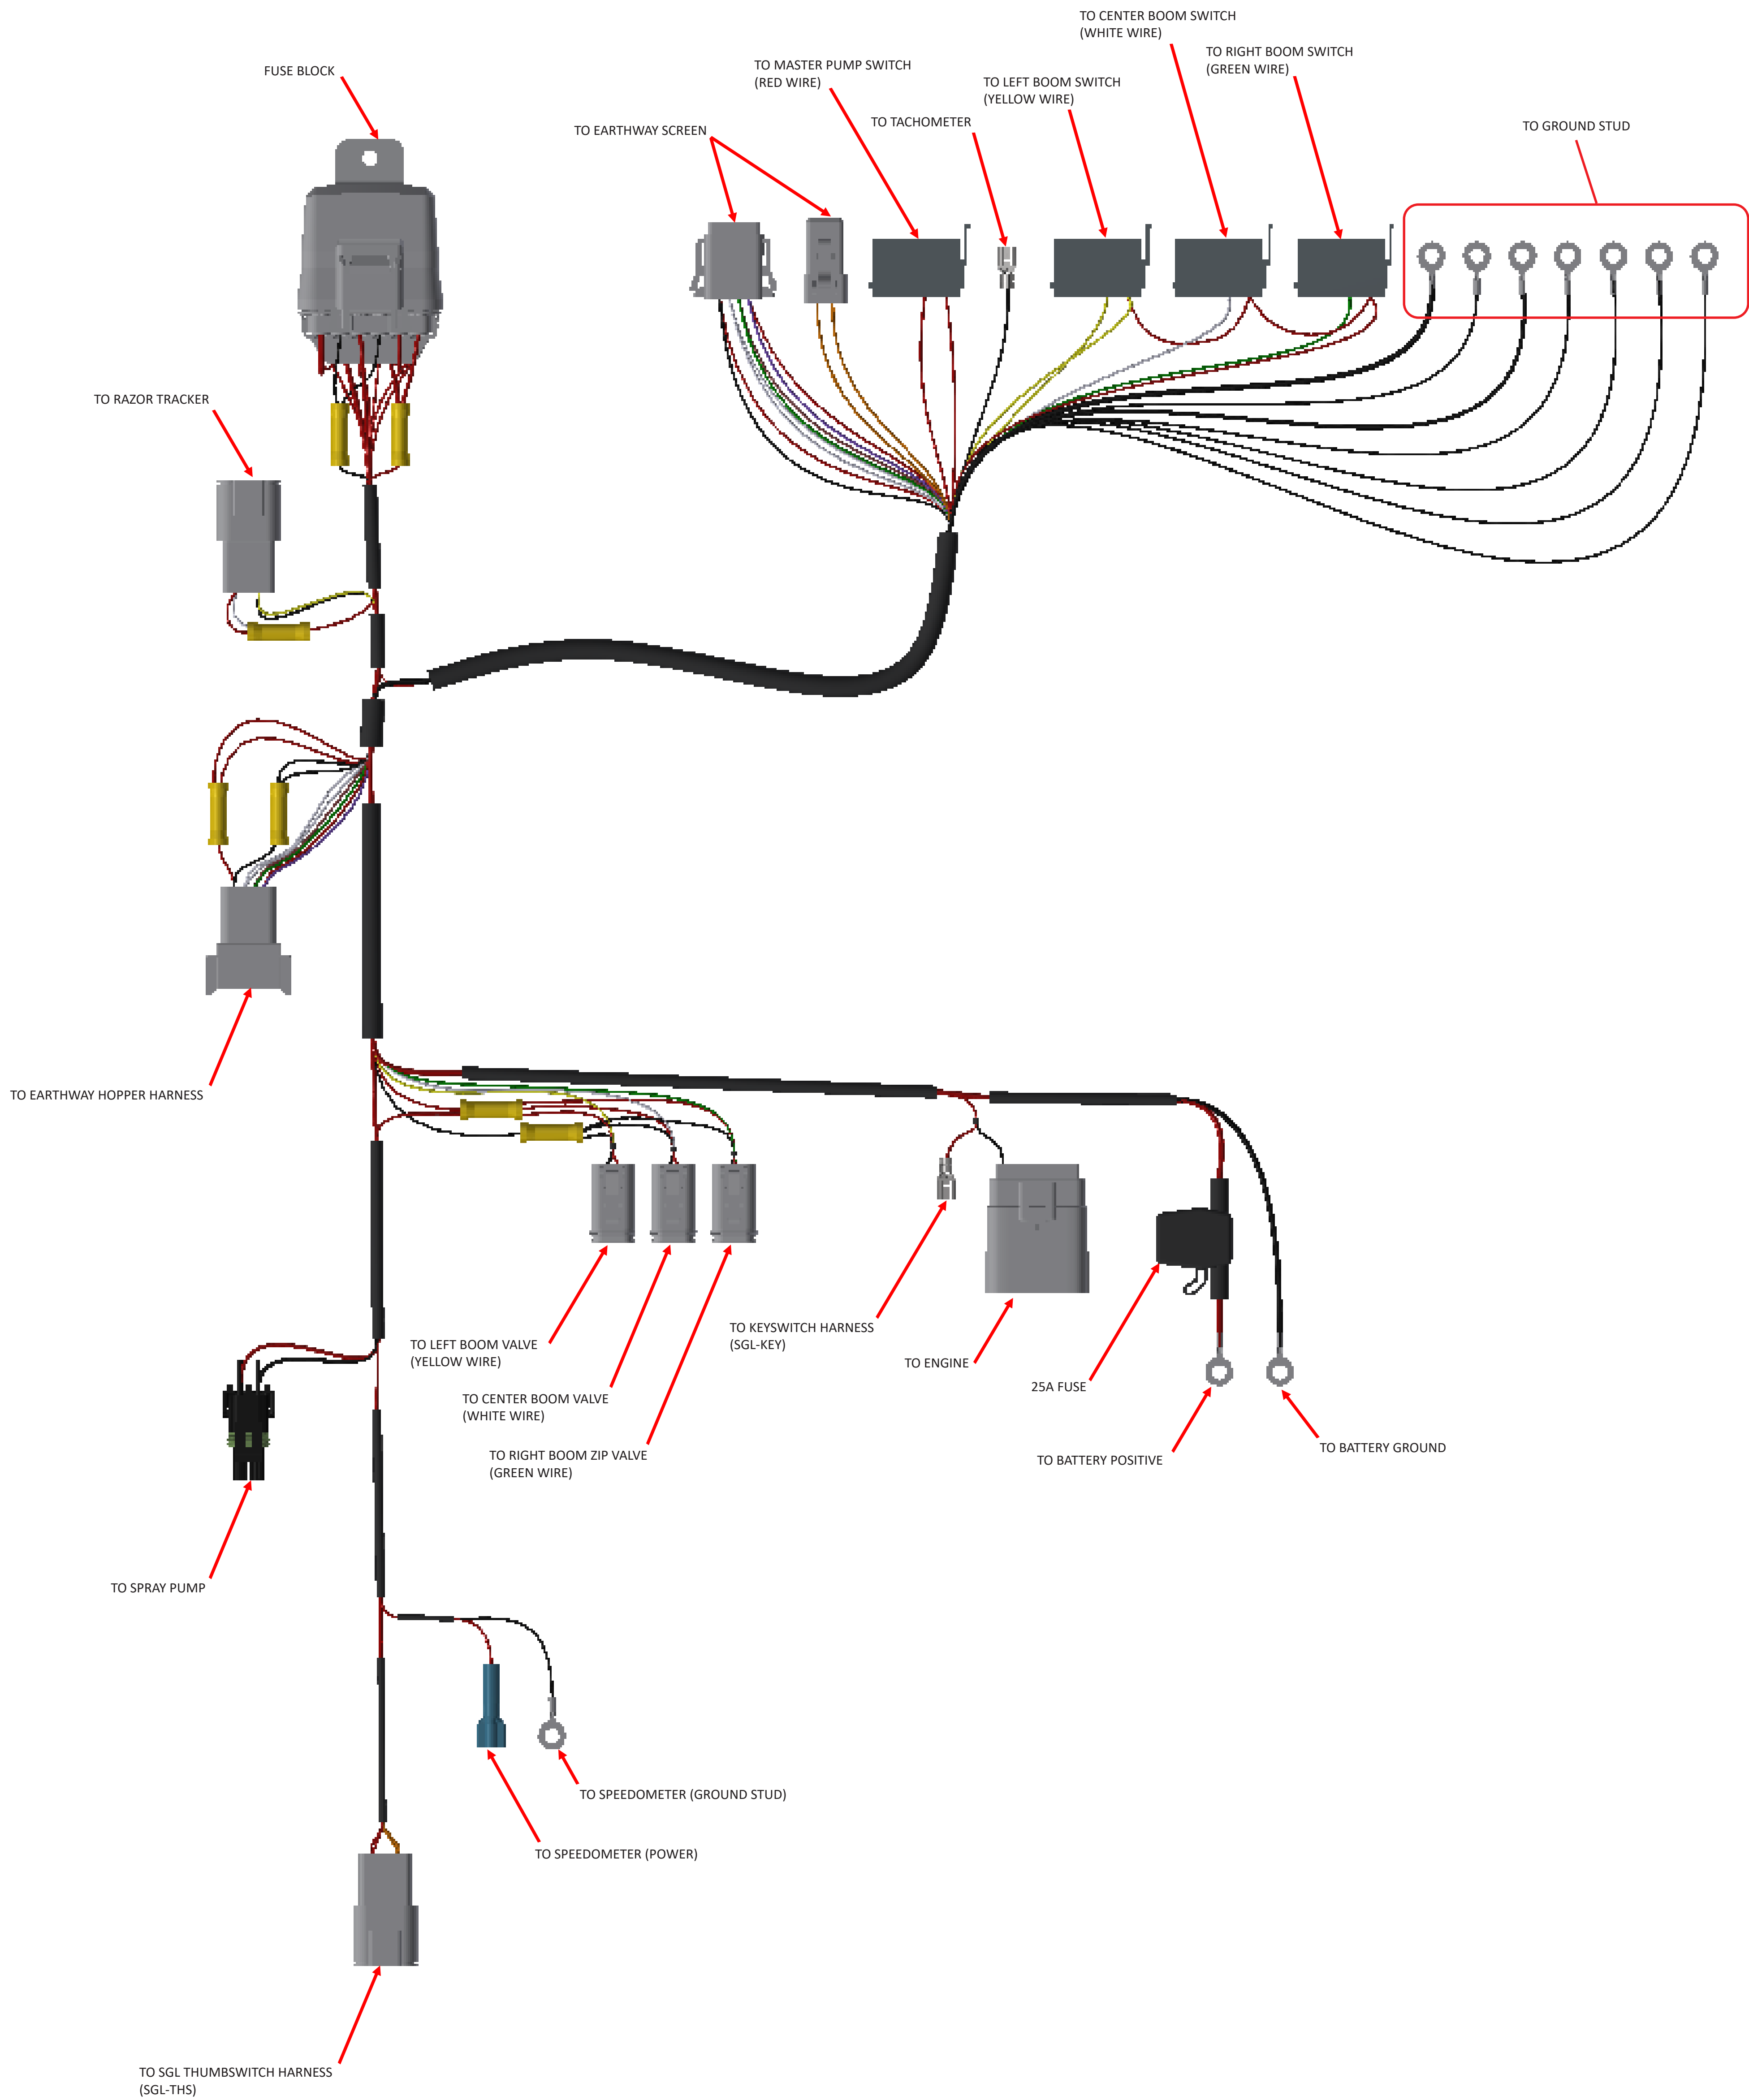 TO CENTER BOOM SWITCH
(WHITE WIRE)
TO RIGHT BOOM SWITCH
(GREEN WIRE)
FUSE BLOCK
TO MASTER PUMP SWITCH
(RED WIRE)
TO LEFT BOOM SWITCH
(YELLOW WIRE)
TO EARTHWAY SCREEN
TO TACHOMETER
TO GROUND STUD
TO RAZOR TRACKER
TO EARTHWAY HOPPER HARNESS
TO LEFT BOOM VALVE
(YELLOW WIRE)
TO KEYSWITCH HARNESS
(SGL-KEY)
TO ENGINE
25A FUSE
TO CENTER BOOM VALVE
(WHITE WIRE)
TO RIGHT BOOM ZIP VALVE
(GREEN WIRE)
TO BATTERY POSITIVE
TO BATTERY GROUND
TO SPRAY PUMP
TO SPEEDOMETER (GROUND STUD)
TO SPEEDOMETER (POWER)
TO SGL THUMBSWITCH HARNESS
(SGL-THS)